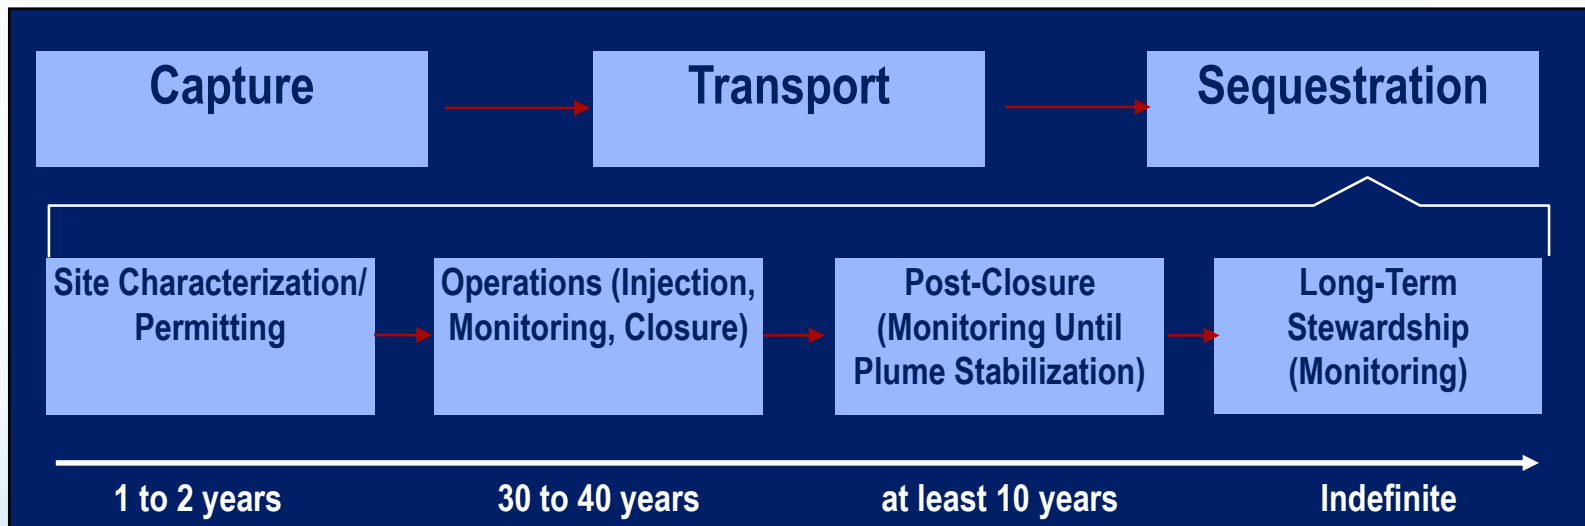 Capture
Transport
Sequestration
Site Characterization/
Permitting
Operations (Injection,
Monitoring, Closure)
Post-Closure
(Monitoring Until
Plume Stabilization)
Long-Term
Stewardship
(Monitoring)
1 to 2 years
30 to 40 years
at least 10 years
Indefinite